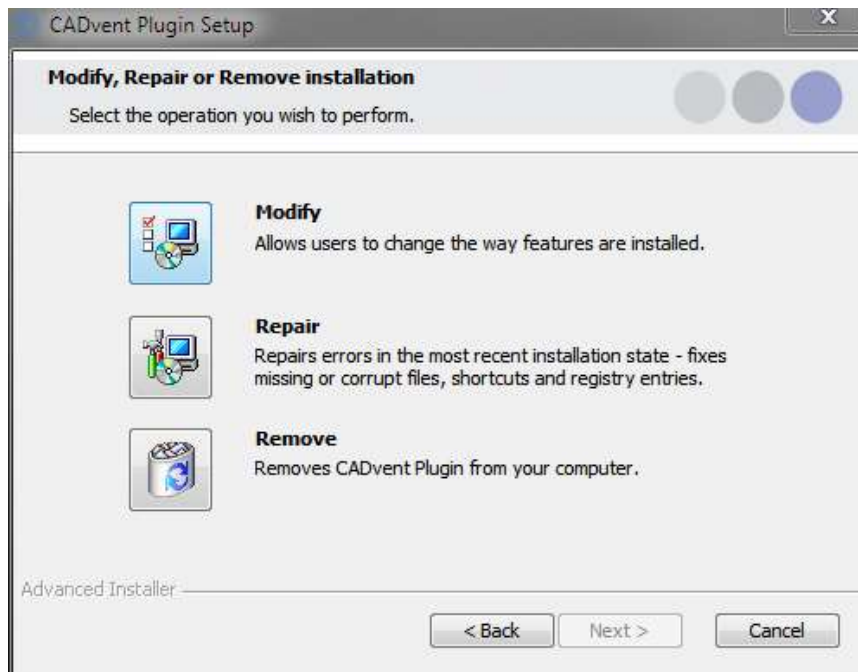 CADvent Plugin Setup
Modify, Repair or Remove installation
Select the operation you wish to perform.
Modify
Allows users to change the way features are installed.
Repair
Repairs errors in the most recent installation state - fixes
missing or corrupt files, shortcuts and registry entries.
Remove
Removes CADvent Plugin from your computer.
Advanced Installer
< Back
Next >
Cancel